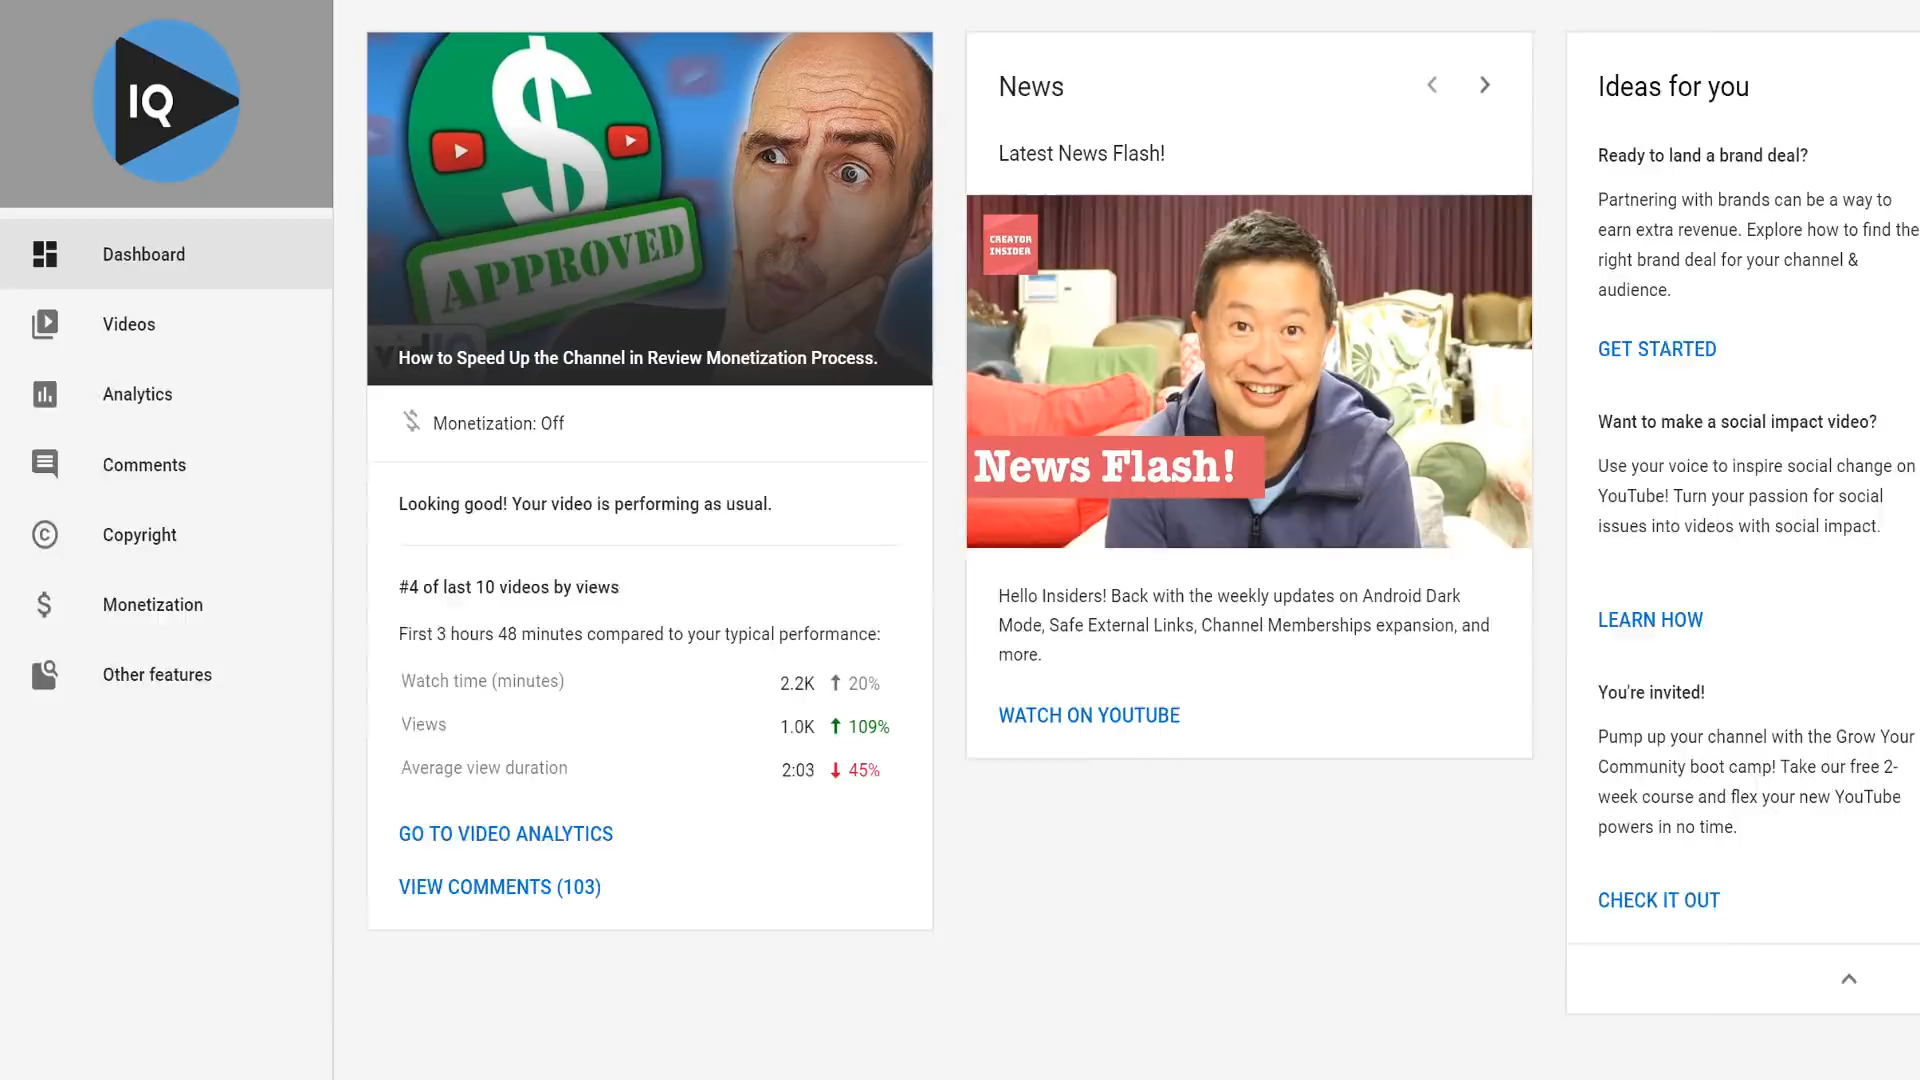 IQ
Dashboard
Videos
Analytics
Comments
Copyright
Monetization
Other features
$
APPROVED
vidIQ
How to Speed Up the Channel in Review Monetization Process.
Monetization: Off
Looking good! Your video is performing as usual.
#4 of last 10 videos by views
First 3 hours 48 minutes compared to your typical performance:
Watch time (minutes) 2.2K 20%
Views 1.0K 109%
Average view duration 2:03 45%
GO TO VIDEO ANALYTICS
VIEW COMMENTS (103)
News
Latest News Flash!
CREATOR
INSIDER
News Flash!
Hello Insiders! Back with the weekly updates on Android Dark
Mode, Safe External Links, Channel Memberships expansion, and
more.
WATCH ON YOUTUBE
Ideas for you
Ready to land a brand deal?
Partnering with brands can be a way to
earn extra revenue. Explore how to find the
right brand deal for your channel &
audience.
GET STARTED
Want to make a social impact video?
Use your voice to inspire social change on
YouTube! Turn your passion for social
issues into videos with social impact.
LEARN HOW
You're invited!
Pump up your channel with the Grow Your
Community boot camp! Take our free 2-
week course and flex your new YouTube
powers in no time.
CHECK IT OUT